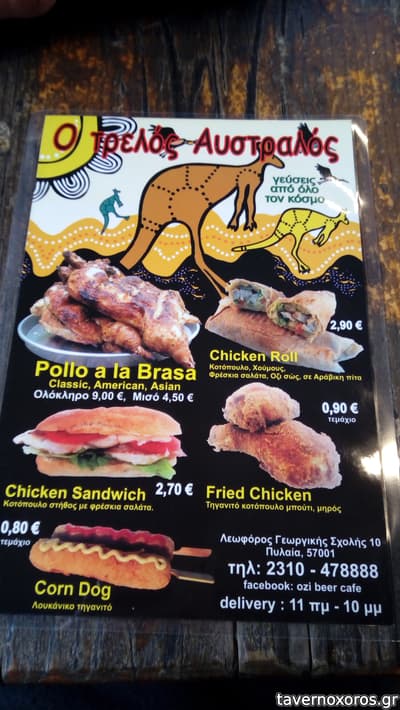 Ο τρελός Αυστραλός
γεύσεις
από όλο
τον κόσμο
2,90 €
Pollo a la Brasa
Classic, American, Asian
Ολόκληρο 9,00 €, Μισό 4,50 €
Chicken Roll
Κοτόπουλο, Χούμους,
Φρέσκια σαλάτα, Οζι σώς, σε Αράβικη πίτα
0,90 €
τεμάχιο
Chicken Sandwich 2,70 €
Κοτόπουλο στήθος με φρέσκια σαλάτα.
Fried Chicken
Τηγανιτό κοτόπουλο μπούτι, μηρός
0,80 €
τεμάχιο
Corn Dog
Λουκάνικο τηγανιτό
Λεωφόρος Γεωργικής Σχολής 10
Πυλαία, 57001
τηλ: 2310 - 478888
facebook: ozi beer cafe
delivery : 11 πμ - 10 μμ
tavernoxoros.gr